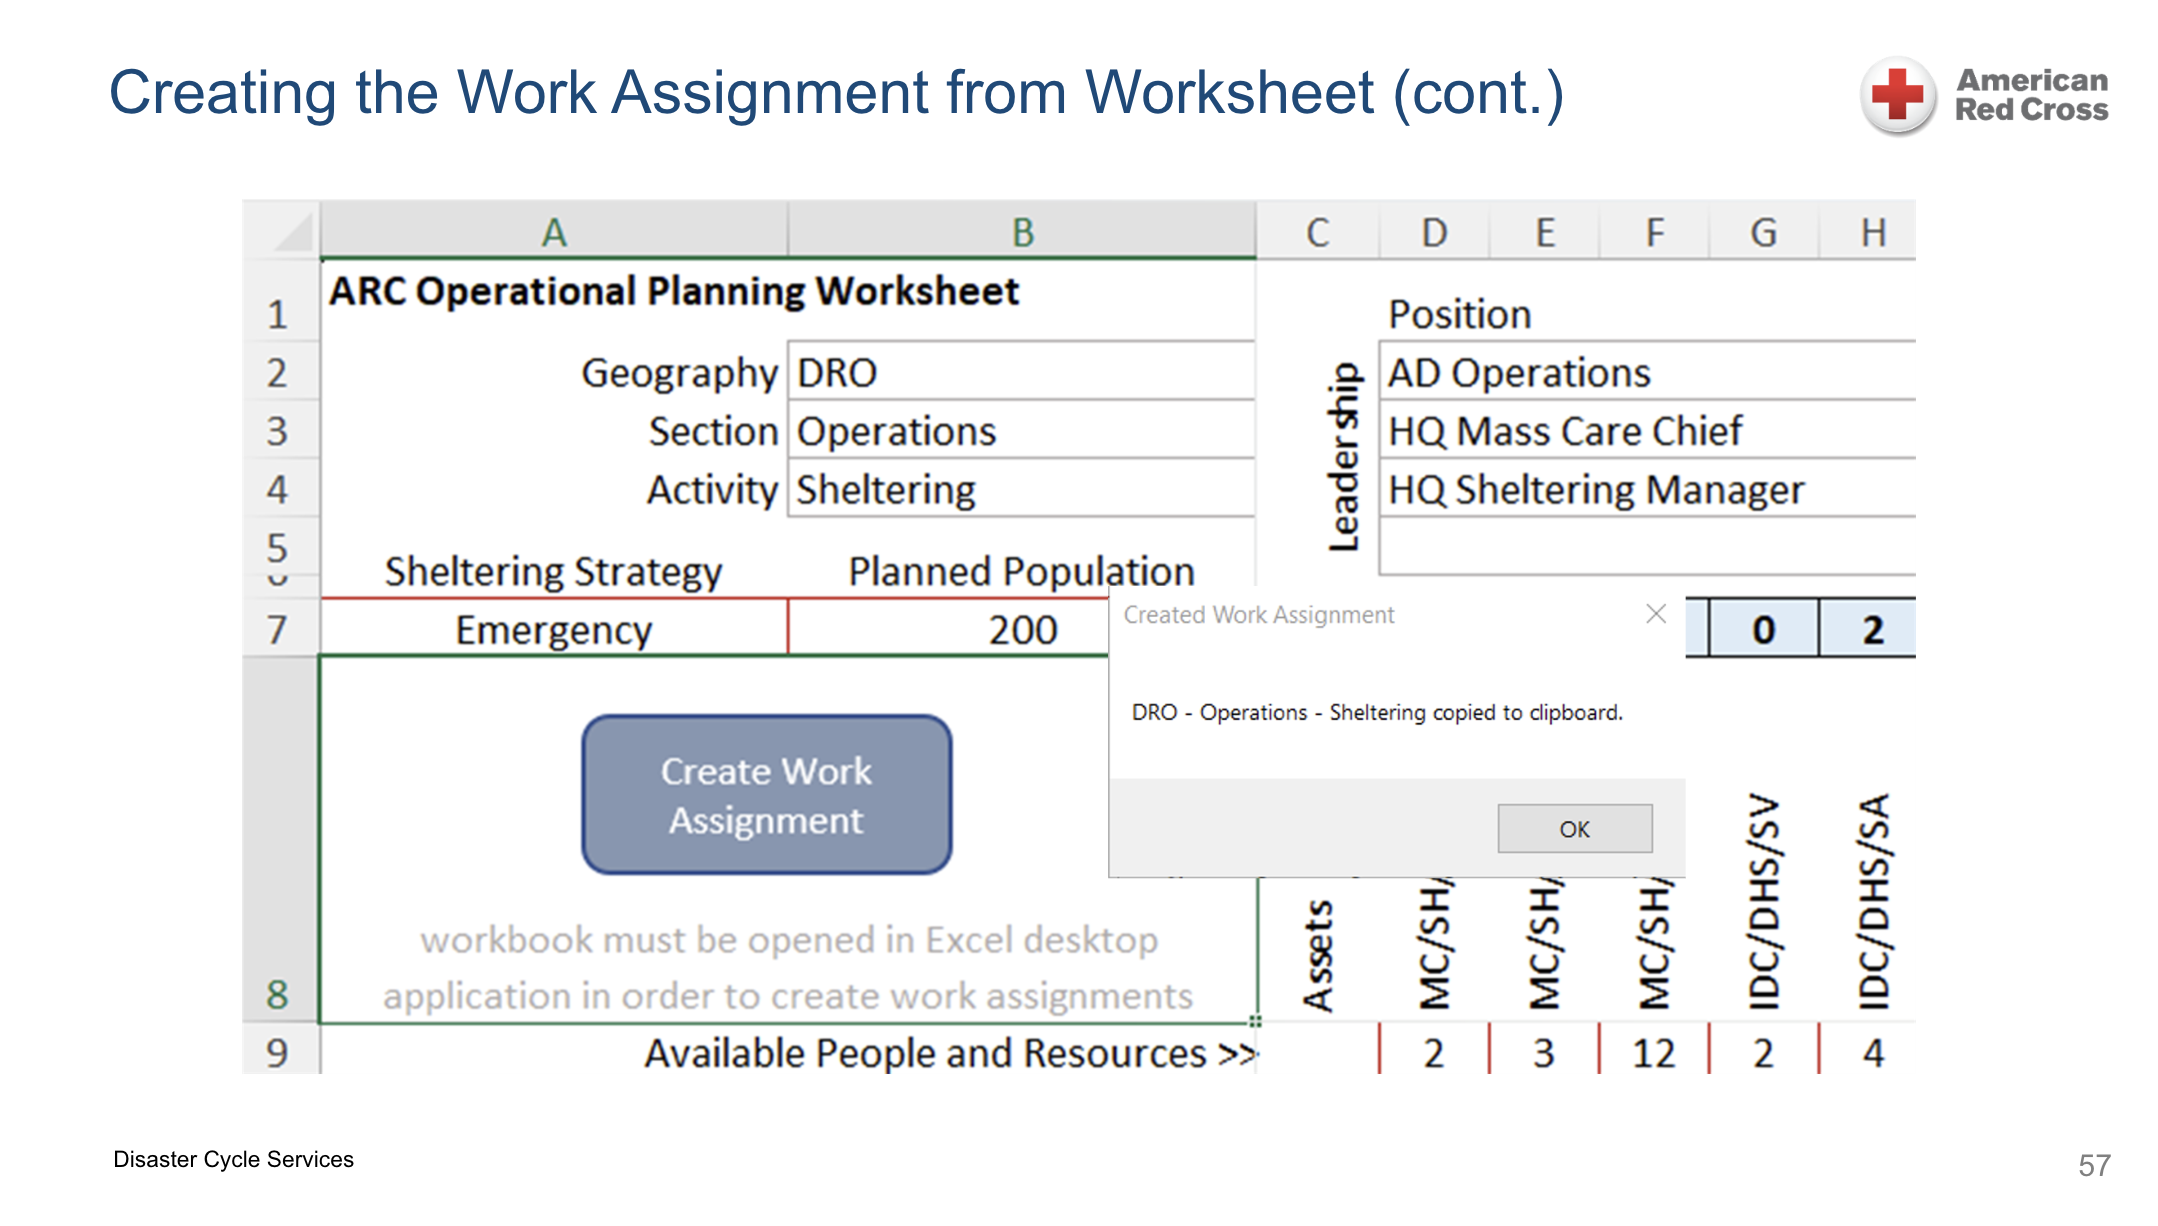 Creating the Work Assignment from Worksheet (cont.)
American
Red Cross
A B C D E F G H
1 ARC Operational Planning Worksheet Position
2 Geography DRO AD Operations
3 Section Operations HQ Mass Care Chief
4 Activity Sheltering HQ Sheltering Manager
Leadership
5
Sheltering Strategy Planned Population
7 Emergency 200 0 2
Created Work Assignment
DRO - Operations - Sheltering copied to clipboard.
OK
Create Work
Assignment
workbook must be opened in Excel desktop
application in order to create work assignments
8
Assets
MC/SH/
MC/SH/
MC/SH/
IDC/DHS/SV
IDC/DHS/SA
9 Available People and Resources >> 2 3 12 2 4
Disaster Cycle Services
57